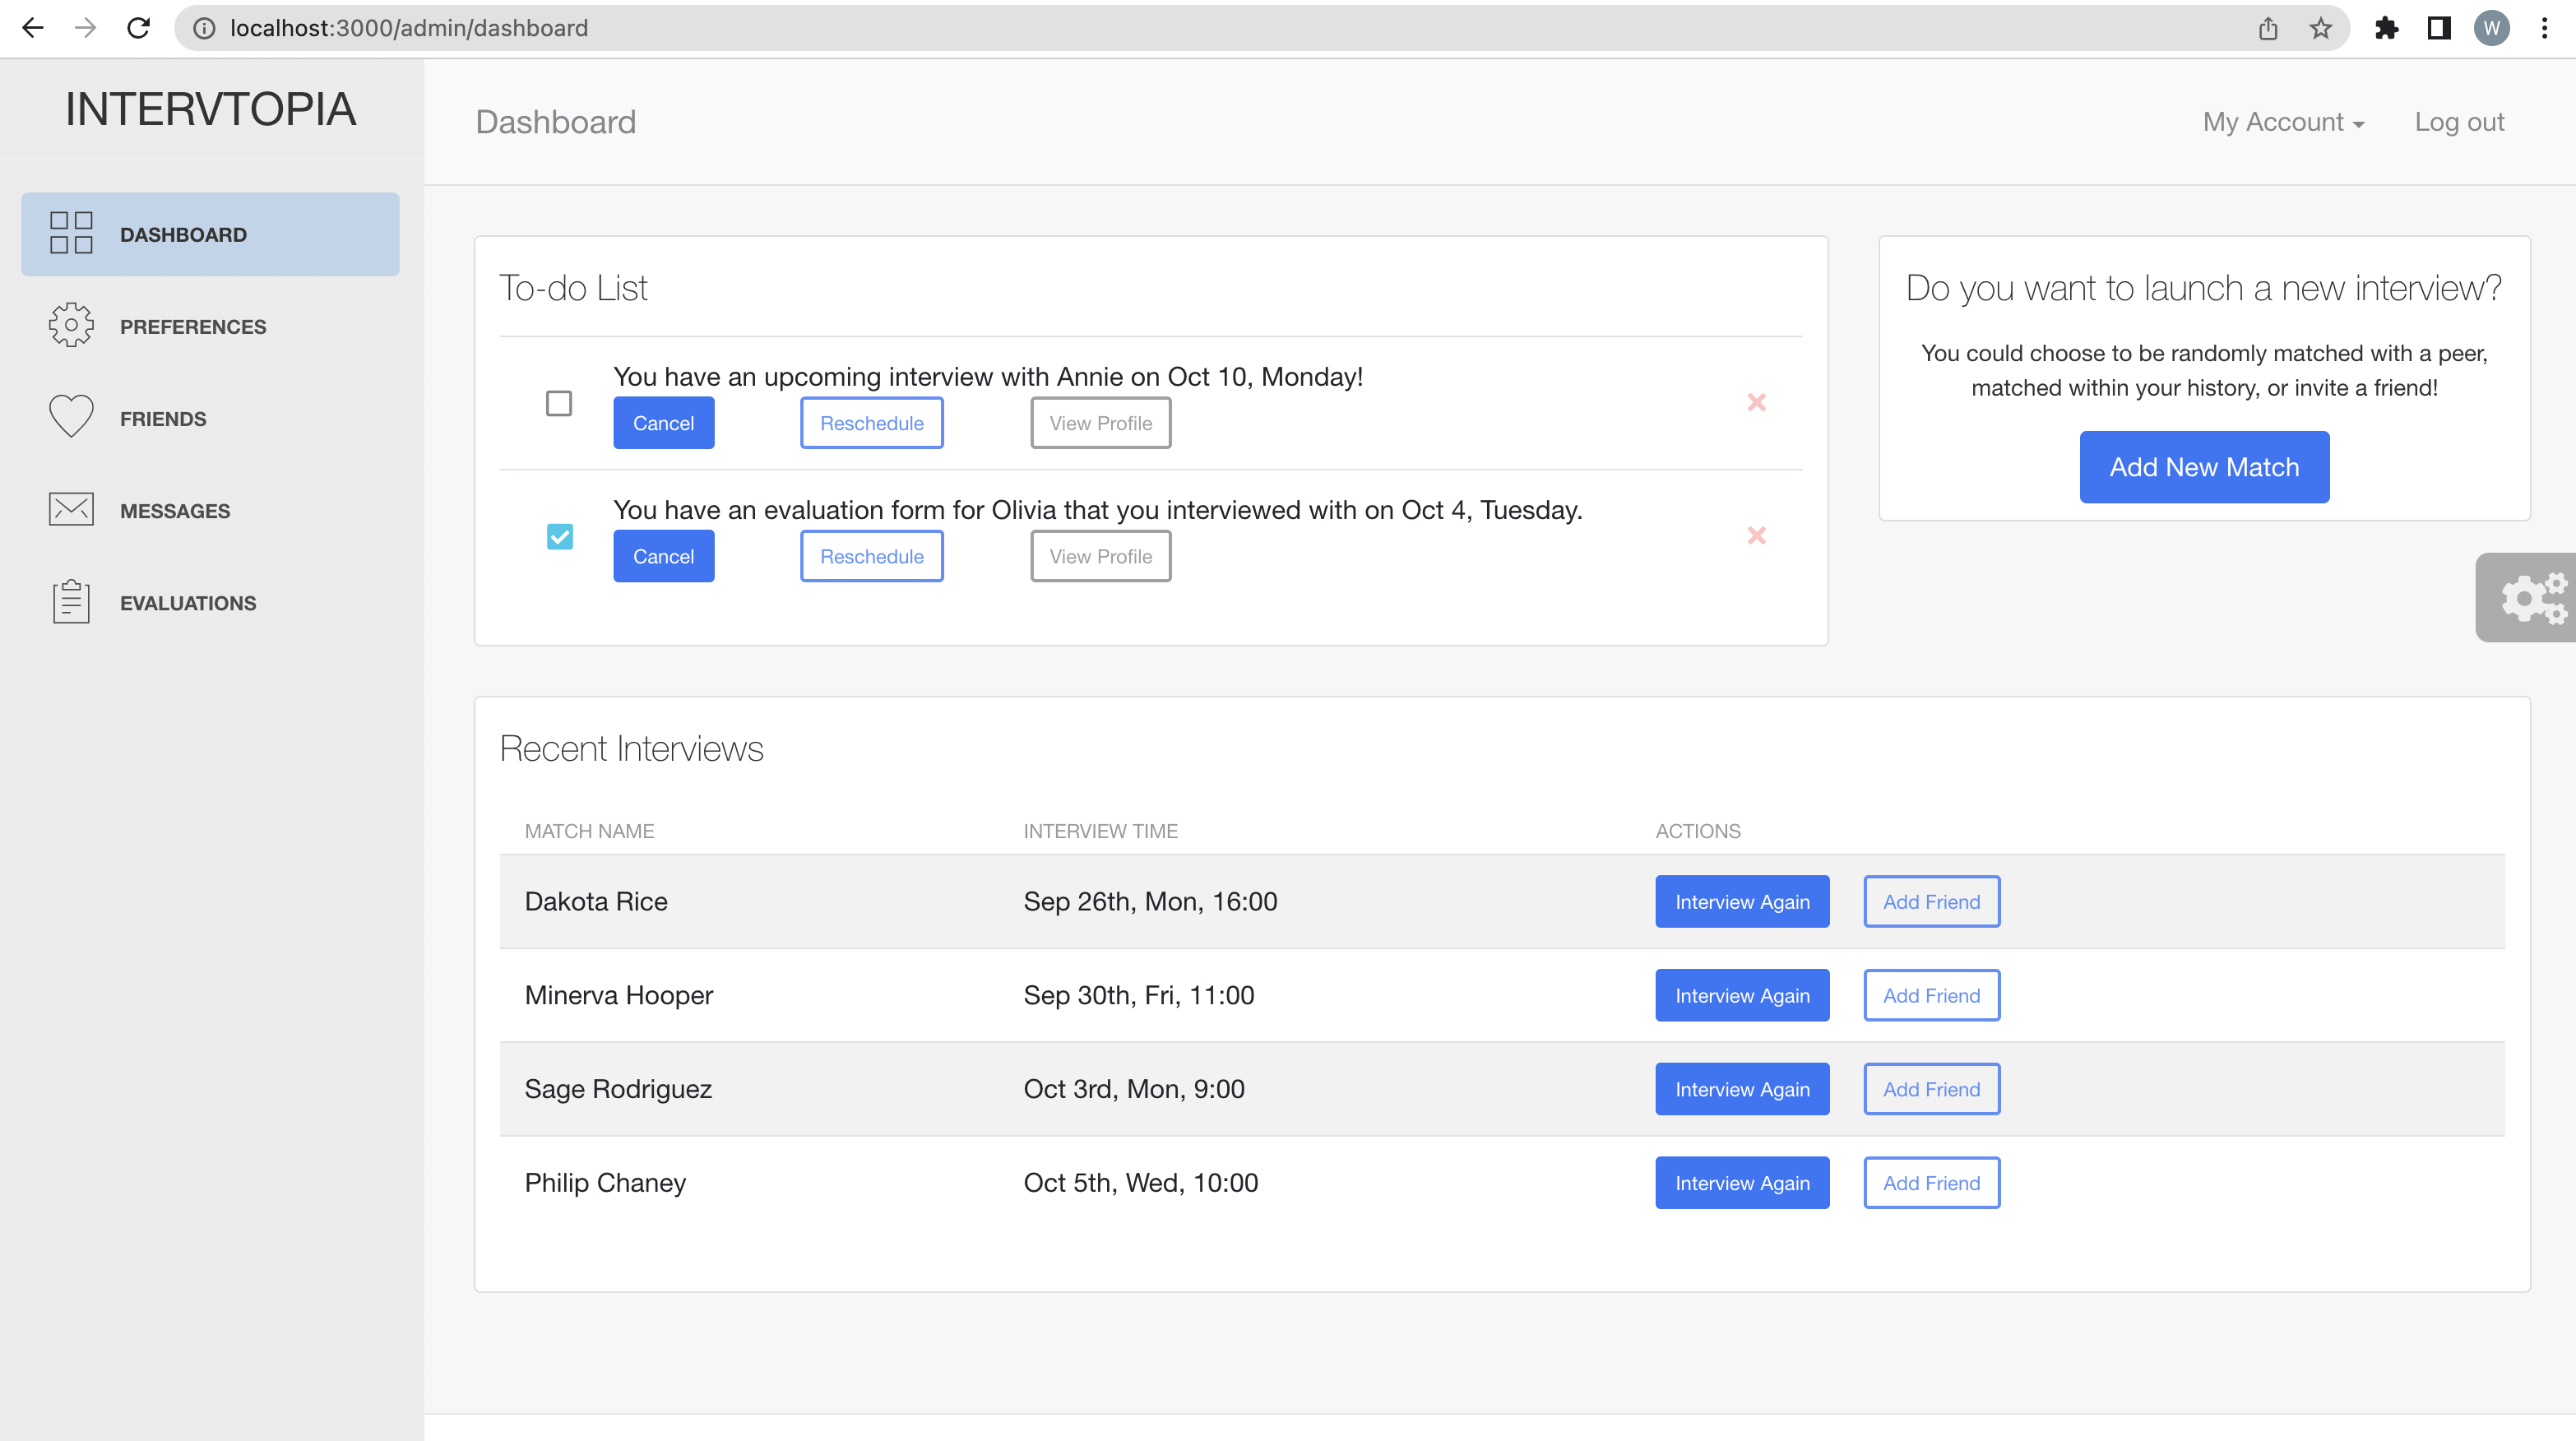 localhost:3000/admin/dashboard
W
INTERVTOPIA
DASHBOARD
PREFERENCES
FRIENDS
MESSAGES
EVALUATIONS
Dashboard
My Account
Log out
To-do List
You have an upcoming interview with Annie on Oct 10, Monday!
Cancel
Reschedule
View Profile
You have an evaluation form for Olivia that you interviewed with on Oct 4, Tuesday.
Cancel
Reschedule
View Profile
Do you want to launch a new interview?
You could choose to be randomly matched with a peer,
matched within your history, or invite a friend!
Add New Match
Recent Interviews
MATCH NAME INTERVIEW TIME ACTIONS
Dakota Rice Sep 26th, Mon, 16:00 Interview Again Add Friend
Minerva Hooper Sep 30th, Fri, 11:00 Interview Again Add Friend
Sage Rodriguez Oct 3rd, Mon, 9:00 Interview Again Add Friend
Philip Chaney Oct 5th, Wed, 10:00 Interview Again Add Friend